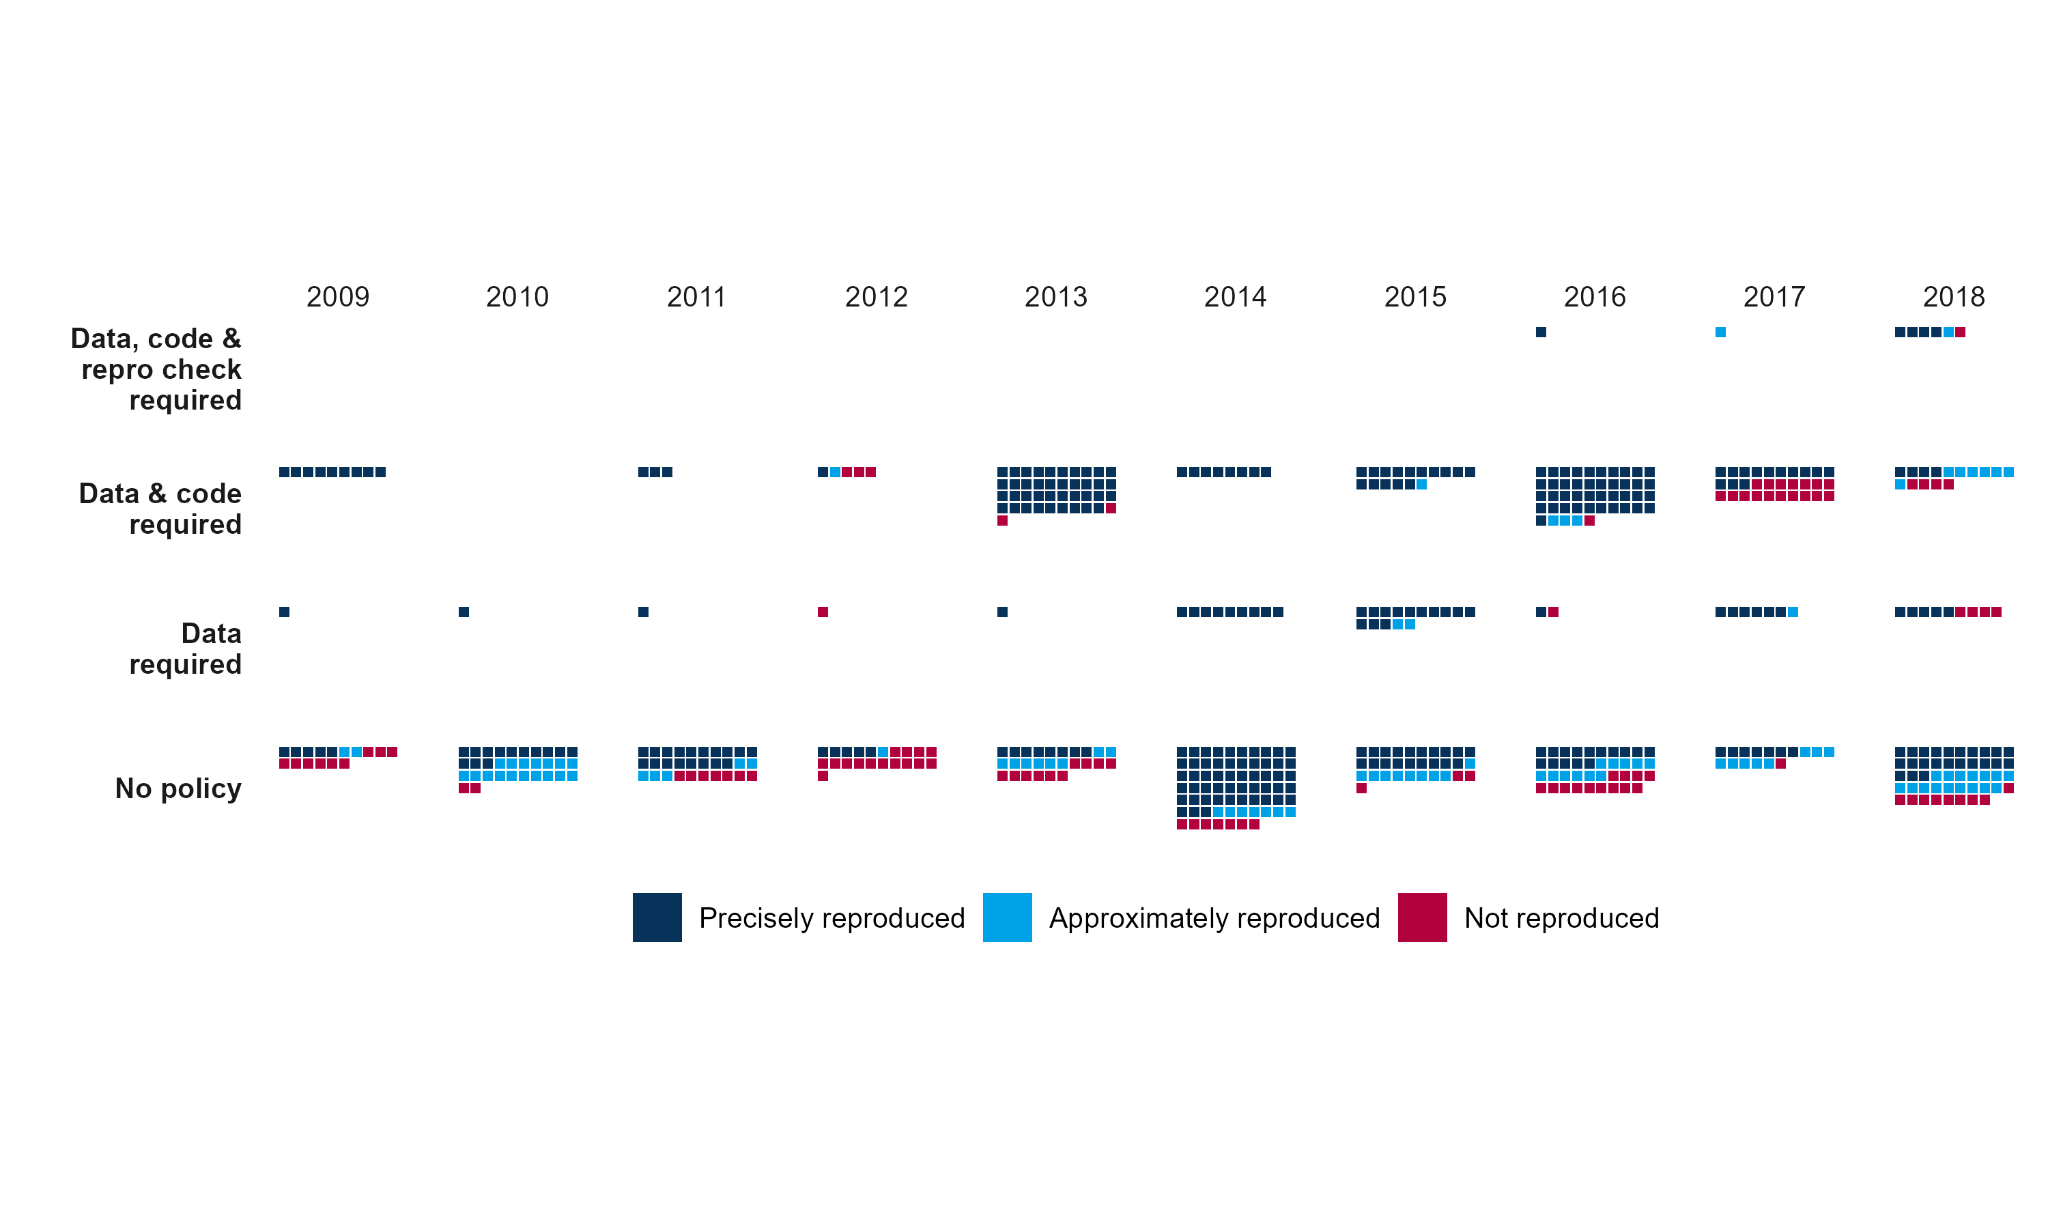 2009 2010 2011 2012 2013 2014 2015 2016 2017 2018
Data, code &
repro check
required
Data & code
required
Data
required
No policy
Precisely reproduced Approximately reproduced Not reproduced